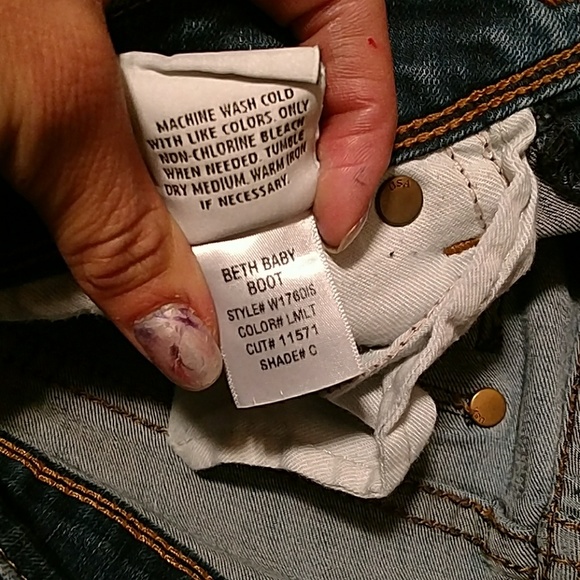 MACHINE WASH COLD
WITH LIKE COLORS. ONLY
NON-CHLORINE BLEACH
WHEN NEEDED. TUMBLE
DRY MEDIUM. WARM IRON
IF NECESSARY.
BETH BABY
BOOT
STYLE# W176DIS
COLOR# LMLT
CUT# 11571
SHADE# C